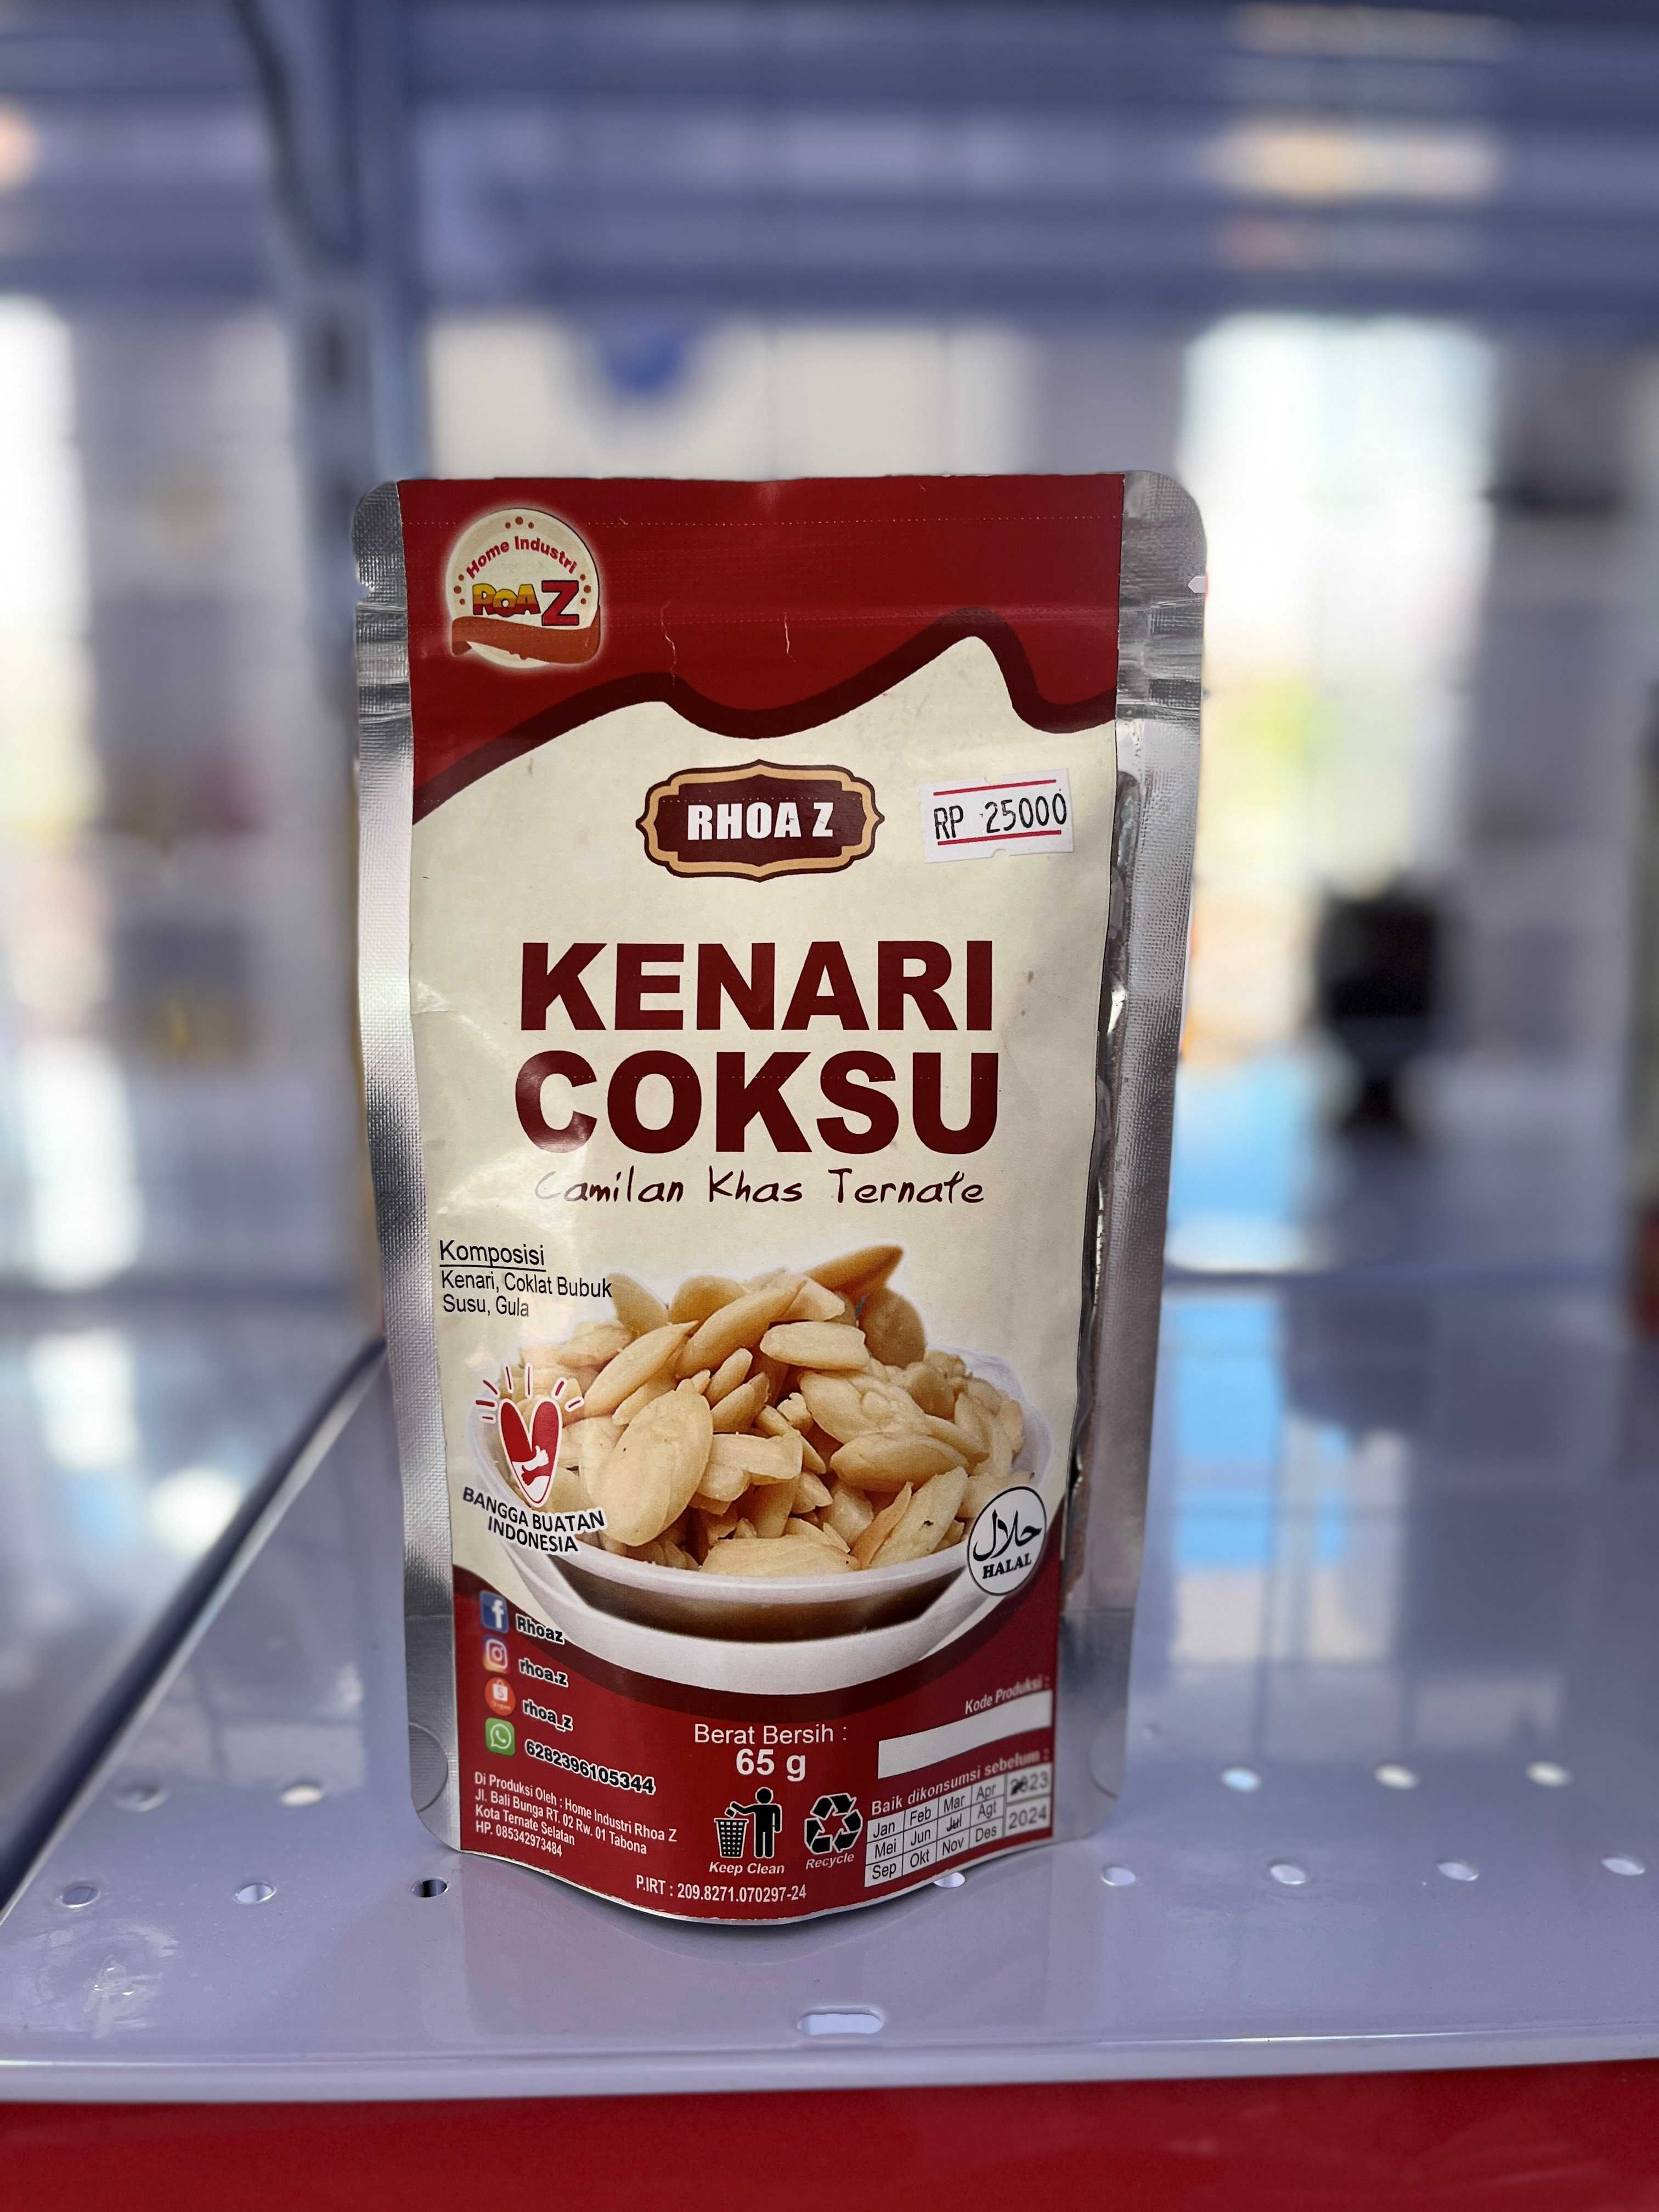 Home Industri
ROA Z
RHOA Z
RP 25000
KENARI
COKSU
Camilan Khas Ternate
Komposisi
Kenari, Coklat Bubuk
Susu, Gula
BANGGA BUATAN
INDONESIA
حلال
HALAL
Rhoaz
rhoa.z
rhoa_z
6282396105344
Di Produksi Oleh : Home Industri Rhoa Z
Jl. Bali Bunga RT. 02 Rw. 01 Tabona
Kota Ternate Selatan
HP. 085342973484
Berat Bersih :
65 g
Keep Clean
Recycle
P.IRT : 209.8271.070297-24
Kode Produksi :
Baik dikonsumsi sebelum :
Jan Feb Mar Apr 2023
Mei Jun Jul Agt 2024
Sep Okt Nov Des